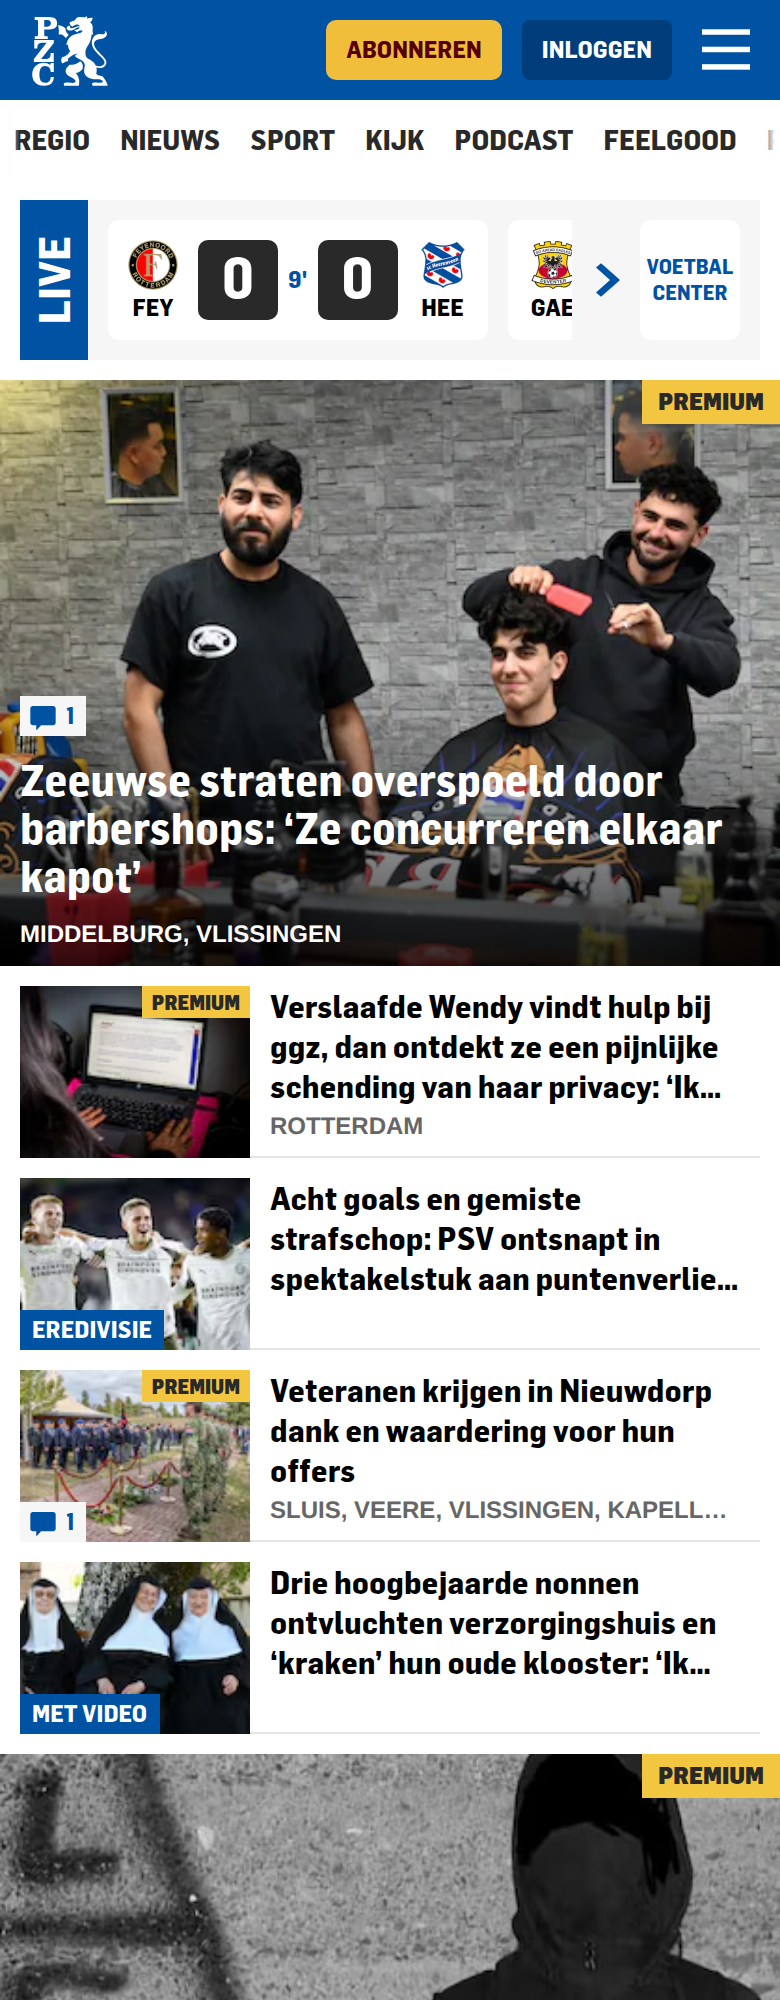 PZC
ABONNEREN
INLOGGEN
REGIO NIEUWS SPORT KIJK PODCAST FEELGOOD
LIVE
FEY
0
9'
0
HEE
GAE
VOETBAL
CENTER
PREMIUM
1
Zeeuwse straten overspoeld door
barbershops: ‘Ze concurreren elkaar
kapot’
MIDDELBURG, VLISSINGEN
PREMIUM
Verslaafde Wendy vindt hulp bij
ggz, dan ontdekt ze een pijnlijke
schending van haar privacy: ‘Ik...
ROTTERDAM
EREDIVISIE
Acht goals en gemiste
strafschop: PSV ontsnapt in
spektakelstuk aan puntenverlie...
PREMIUM
1
Veteranen krijgen in Nieuwdorp
dank en waardering voor hun
offers
SLUIS, VEERE, VLISSINGEN, KAPELL...
MET VIDEO
Drie hoogbejaarde nonnen
ontvluchten verzorgingshuis en
‘kraken’ hun oude klooster: ‘Ik...
PREMIUM